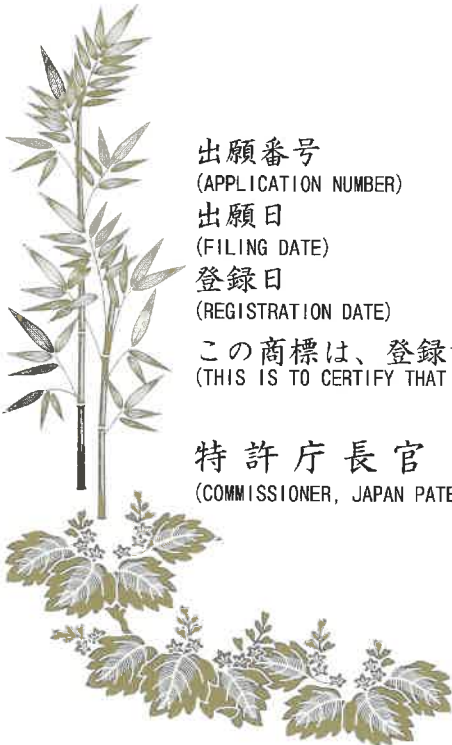 出願番号
(APPLICATION NUMBER)
出願日
(FILING DATE)
登録日
(REGISTRATION DATE)
この商標は、登録
(THIS IS TO CERTIFY THAT
特許庁長官
(COMMISSIONER, JAPAN PATE